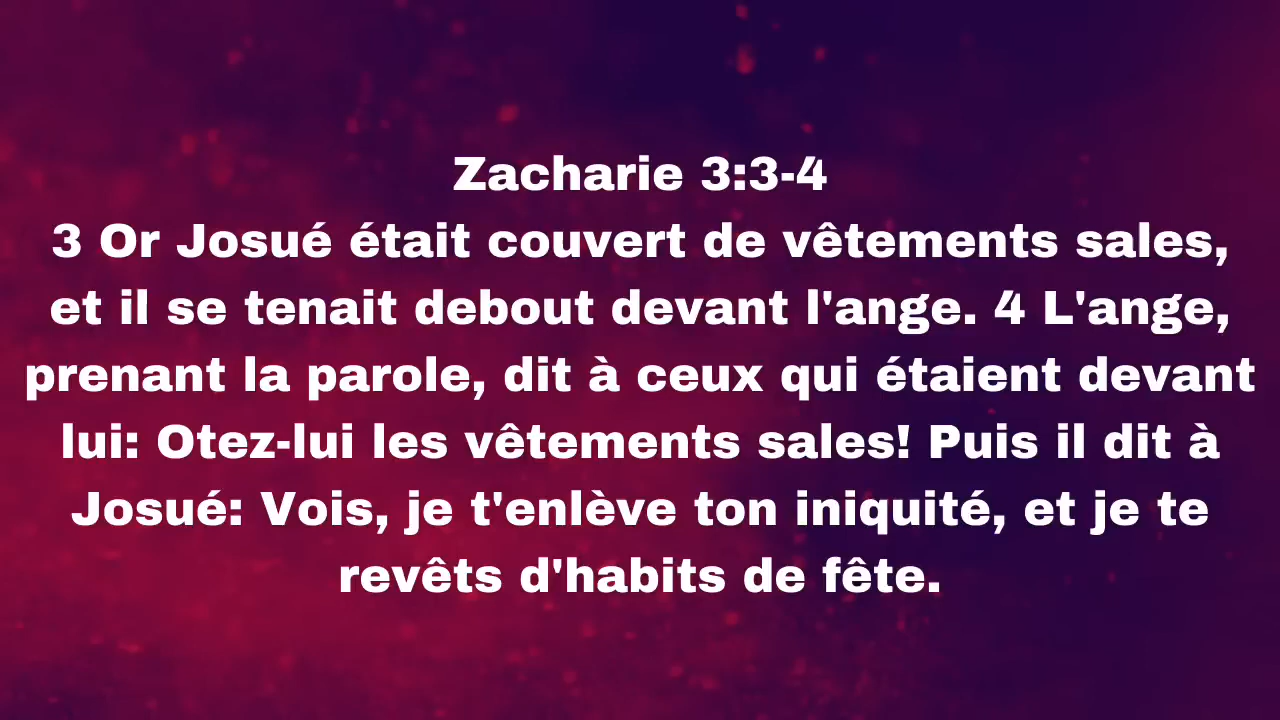 Zacharie 3:3-4
3 Or Josué était couvert de vêtements sales,
et il se tenait debout devant l'ange. 4 L'ange,
prenant la parole, dit à ceux qui étaient devant
lui: Otez-lui les vêtements sales! Puis il dit à
Josué: Vois, je t'enlève ton iniquité, et je te
revêts d'habits de fête.